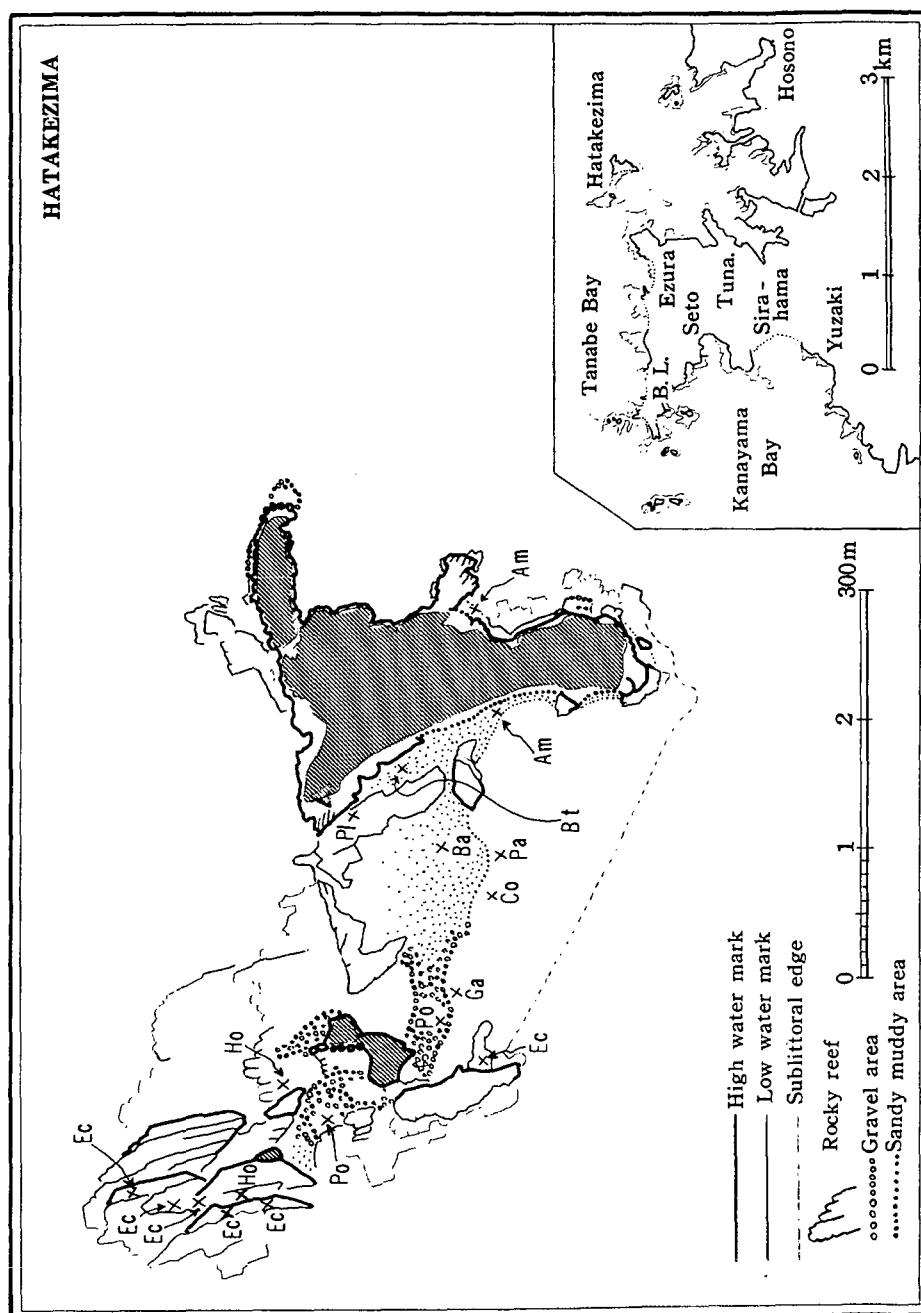 HATAKEZIMA
Ec
Ec
Ec
Ec
Ec
Ho
Ho
Po
Po
Ga
Ec
Co
Pa
Ba
Pl
Bt
Am
Am
High water mark
Low water mark
Sublittoral edge
Rocky reef
Gravel area
Sandy muddy area
0 1 2 300m
Tanabe Bay
Hatakezima
B. L.
Ezura
Seto
Tuna.
Sira-
hama
Kanayama
Bay
Yuzaki
Hosono
0 1 2 3
km